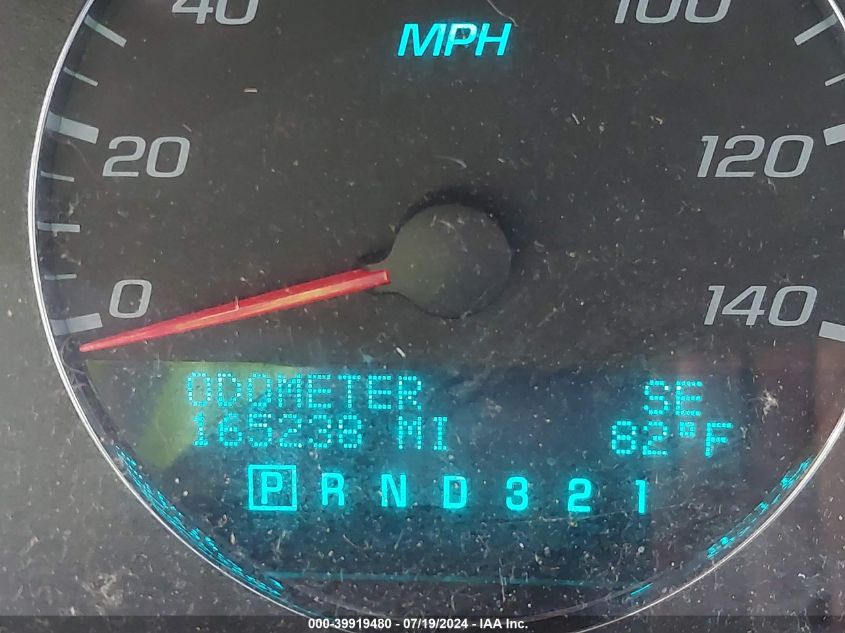 40 100
MPH
20 120
0 140
ODOMETER SE
165238 MI 82°F
P R N D 3 2 1
000-39919480 - 07/19/2024 - IAA Inc.